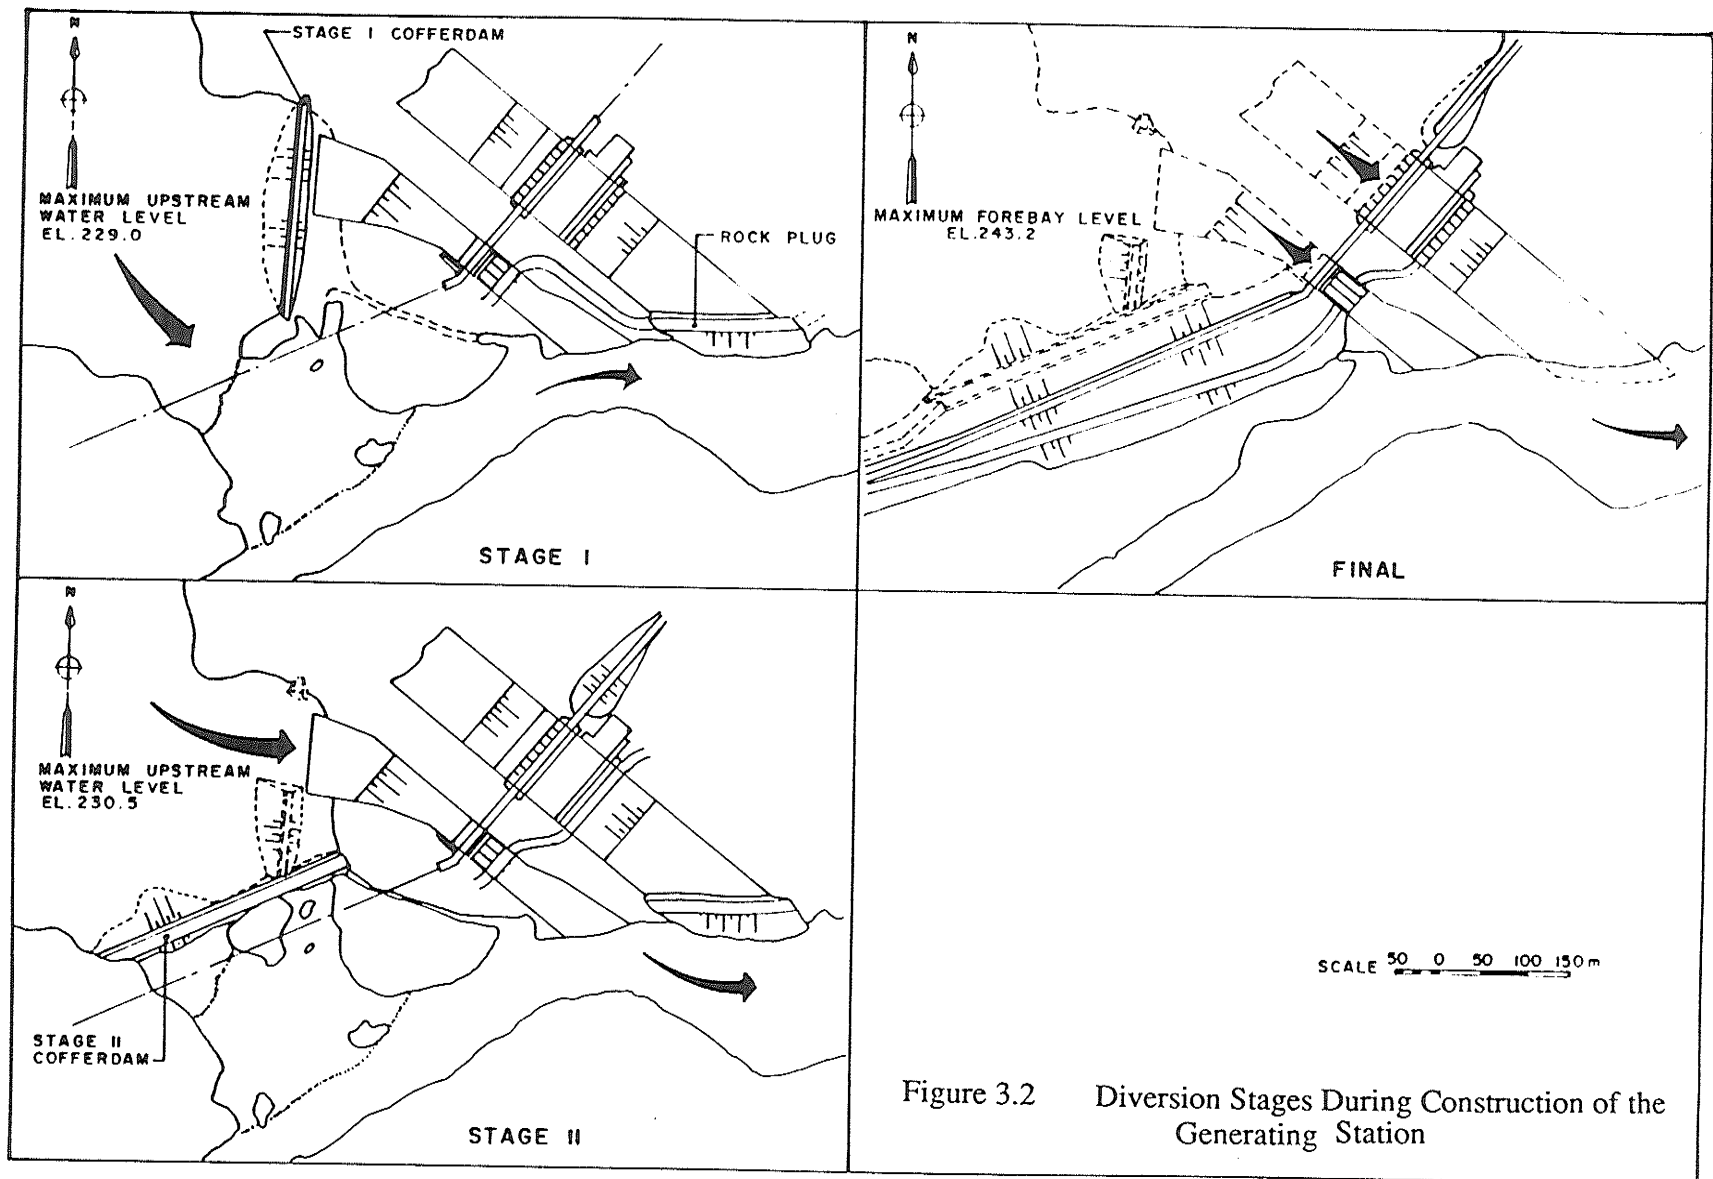 N
STAGE I COFFERDAM
MAXIMUM UPSTREAM
WATER LEVEL
EL. 229.0
ROCK PLUG
STAGE I
N
MAXIMUM FOREBAY LEVEL
EL. 243.2
FINAL
N
MAXIMUM UPSTREAM
WATER LEVEL
EL. 230.5
STAGE II
COFFERDAM
STAGE II
SCALE 50 0 50 100 150 m
Figure 3.2 Diversion Stages During Construction of the
Generating Station